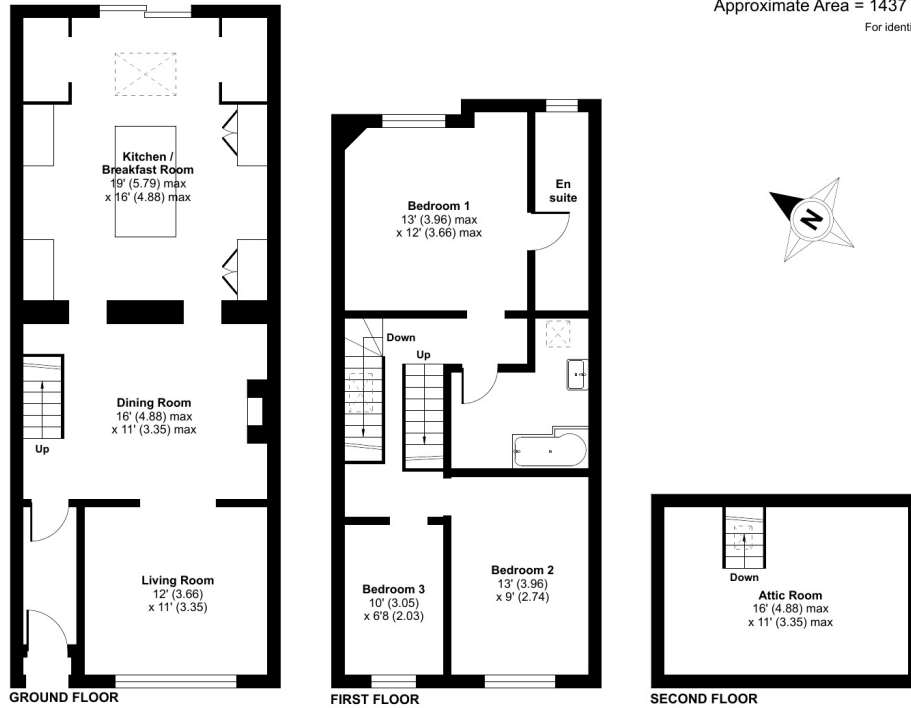 Approximate Area = 1437
For identi
Kitchen /
Breakfast Room
19' (5.79) max
x 16' (4.88) max
Dining Room
16' (4.88) max
x 11' (3.35) max
Up
Living Room
12' (3.66)
x 11' (3.35)
GROUND FLOOR
Bedroom 1
13' (3.96) max
x 12' (3.66) max
En
suite
Down
Up
Bedroom 2
13' (3.96)
x 9' (2.74)
Bedroom 3
10' (3.05)
x 6'8 (2.03)
FIRST FLOOR
N
Down
Attic Room
16' (4.88) max
x 11' (3.35) max
SECOND FLOOR